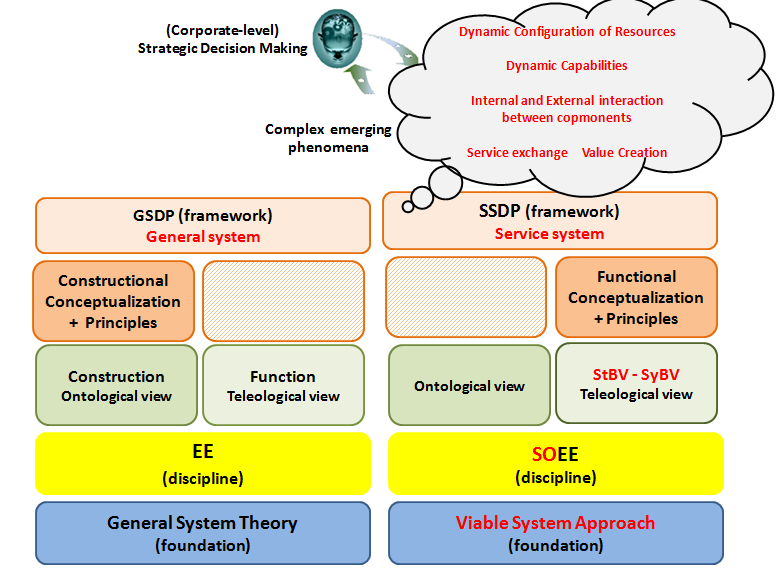 (Corporate-level)
Strategic Decision Making
Dynamic Configuration of Resources
Dynamic Capabilities
Internal and External interaction
between copmonents
Service exchange Value Creation
Complex emerging
phenomena
GSDP (framework)
General system
SSDP (framework)
Service system
Constructional
Conceptualization
+ Principles
Functional
Conceptualization
+ Principles
Construction
Ontological view
Function
Teleological view
Ontological view
StBV - SyBV
Teleological view
EE
(discipline)
SOEE
(discipline)
General System Theory
(foundation)
Viable System Approach
(foundation)